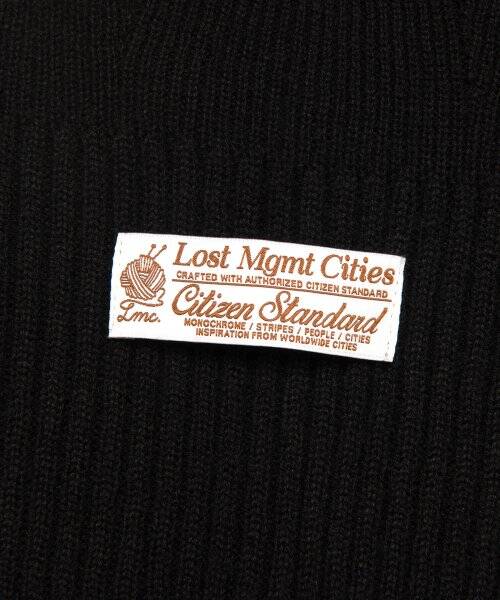 Lost Mgmt Cities
CRAFTED WITH AUTHORIZED CITIZEN STANDARD
Citizen Standard
MONOCHROME / STRIPES / PEOPLE / CITIES
INSPIRATION FROM WORLDWIDE CITIES
Lmc.